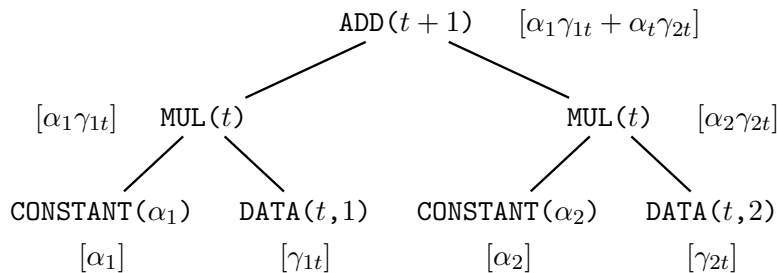 ADD(t + 1) [α₁γ₁ₜ + αₜγ₂ₜ]
[α₁γ₁ₜ] MUL(t) MUL(t) [α₂γ₂ₜ]
CONSTANT(α₁) DATA(t,1) CONSTANT(α₂) DATA(t,2)
[α₁] [γ₁ₜ] [α₂] [γ₂ₜ]